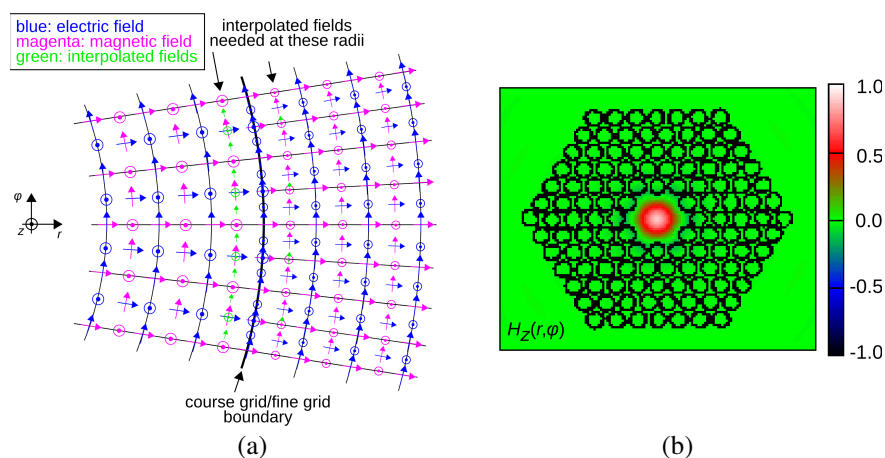 blue: electric field
magenta: magnetic field
green: interpolated fields
interpolated fields
needed at these radii
φ
z
r
course grid/fine grid
boundary
(a)
H_z(r,φ)
1.0
0.5
0.0
-0.5
-1.0
(b)